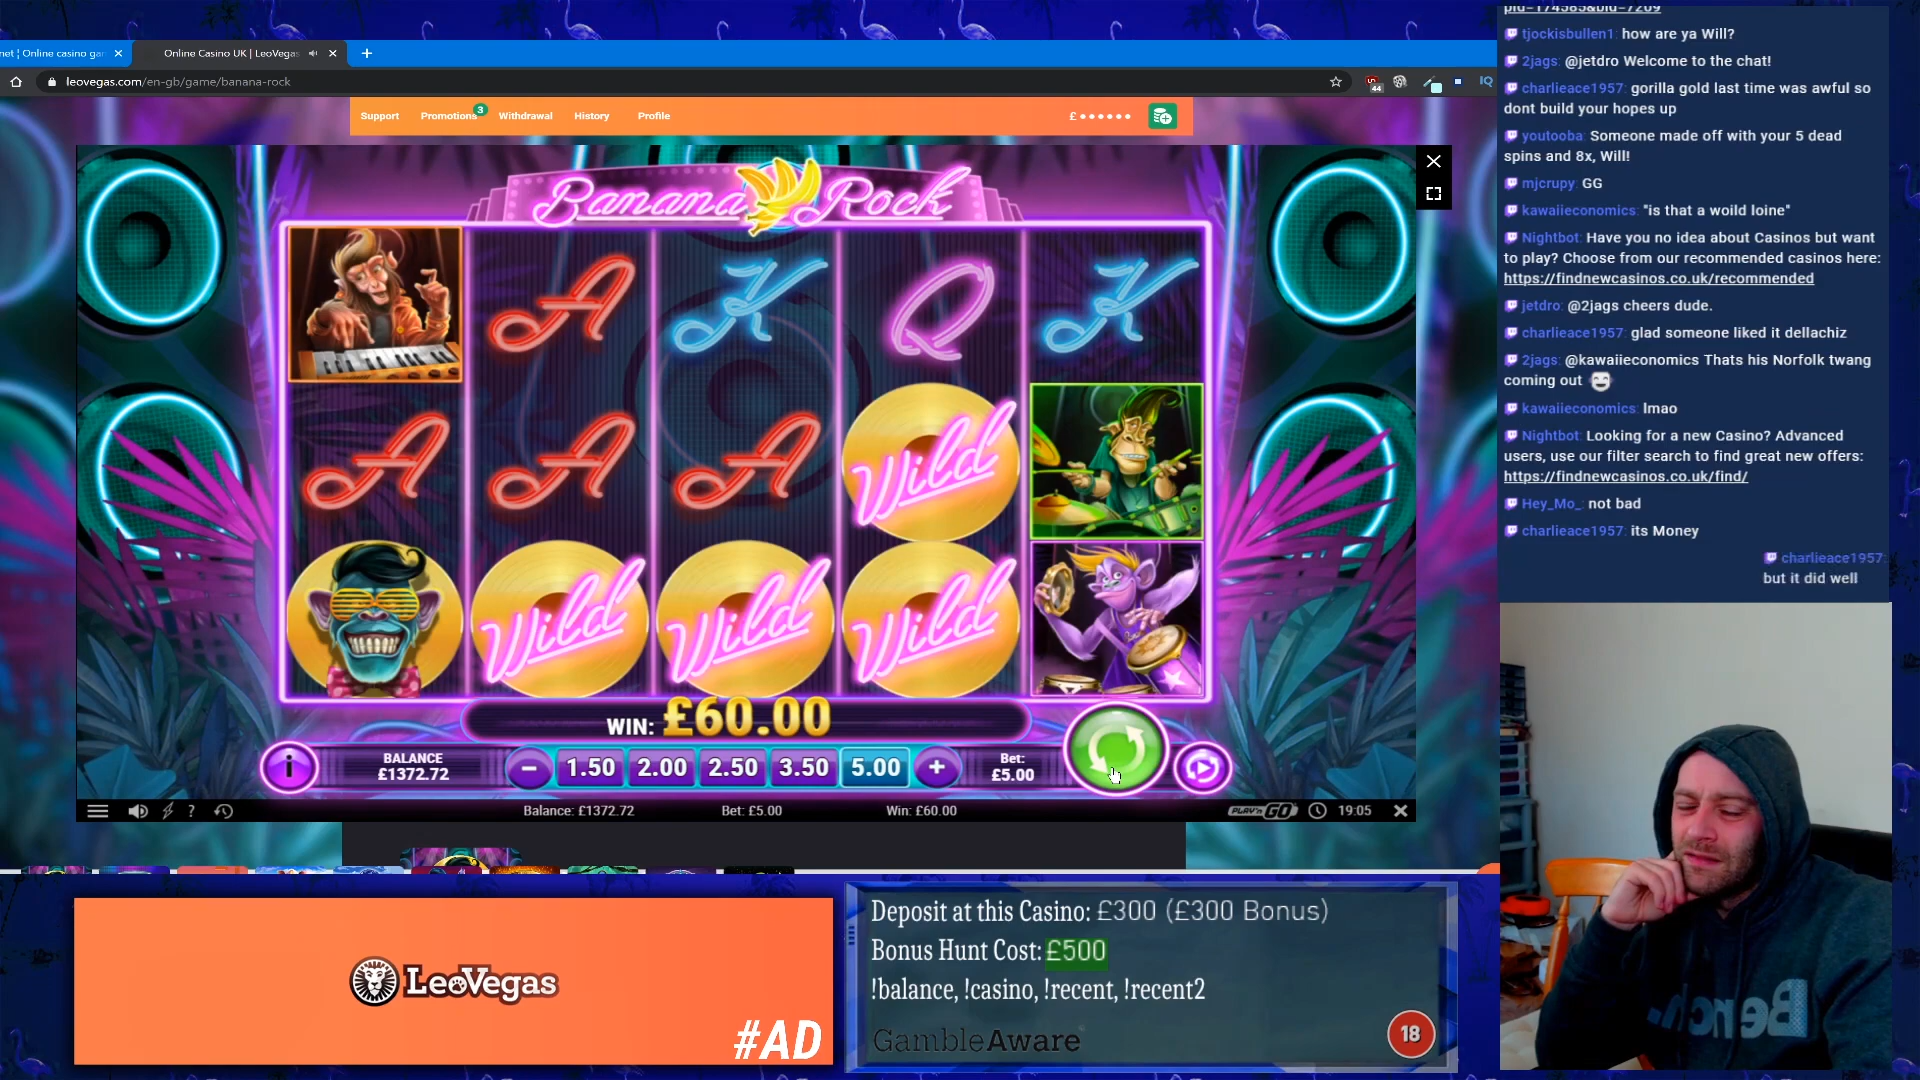 net | Online casino gar
Online Casino UK | LeoVegas
leovegas.com/en-gb/game/banana-rock
44
IQ
Support
Promotions
3
Withdrawal
History
Profile
£
Banana Rock
A
K
Q
K
A
A
A
Wild
Wild
Wild
Wild
WIN: £60.00
i
BALANCE
£1372.72
-
1.50
2.00
2.50
3.50
5.00
+
Bet:
£5.00
?
Balance: £1372.72
Bet: £5.00
Win: £60.00
PLAY'n GO
19:05
LeoVegas
#AD
Deposit at this Casino: £300 (£300 Bonus)
Bonus Hunt Cost: £500
!balance, !casino, !recent, !recent2
GambleAware
18
pid=174585&bid=7209
tjockisbullen1: how are ya Will?
2jags: @jetdro Welcome to the chat!
charlieace1957: gorilla gold last time was awful so
dont build your hopes up
youtooba: Someone made off with your 5 dead
spins and 8x, Will!
mjcrupy: GG
kawaiieconomics: "is that a woild loine"
Nightbot: Have you no idea about Casinos but want
to play? Choose from our recommended casinos here:
https://findnewcasinos.co.uk/recommended
jetdro: @2jags cheers dude.
charlieace1957: glad someone liked it dellachiz
2jags: @kawaiieconomics Thats his Norfolk twang
coming out
kawaiieconomics: lmao
Nightbot: Looking for a new Casino? Advanced
users, use our filter search to find great new offers:
https://findnewcasinos.co.uk/find/
Hey_Mo_: not bad
charlieace1957: its Money
charlieace1957:
but it did well
Bench.